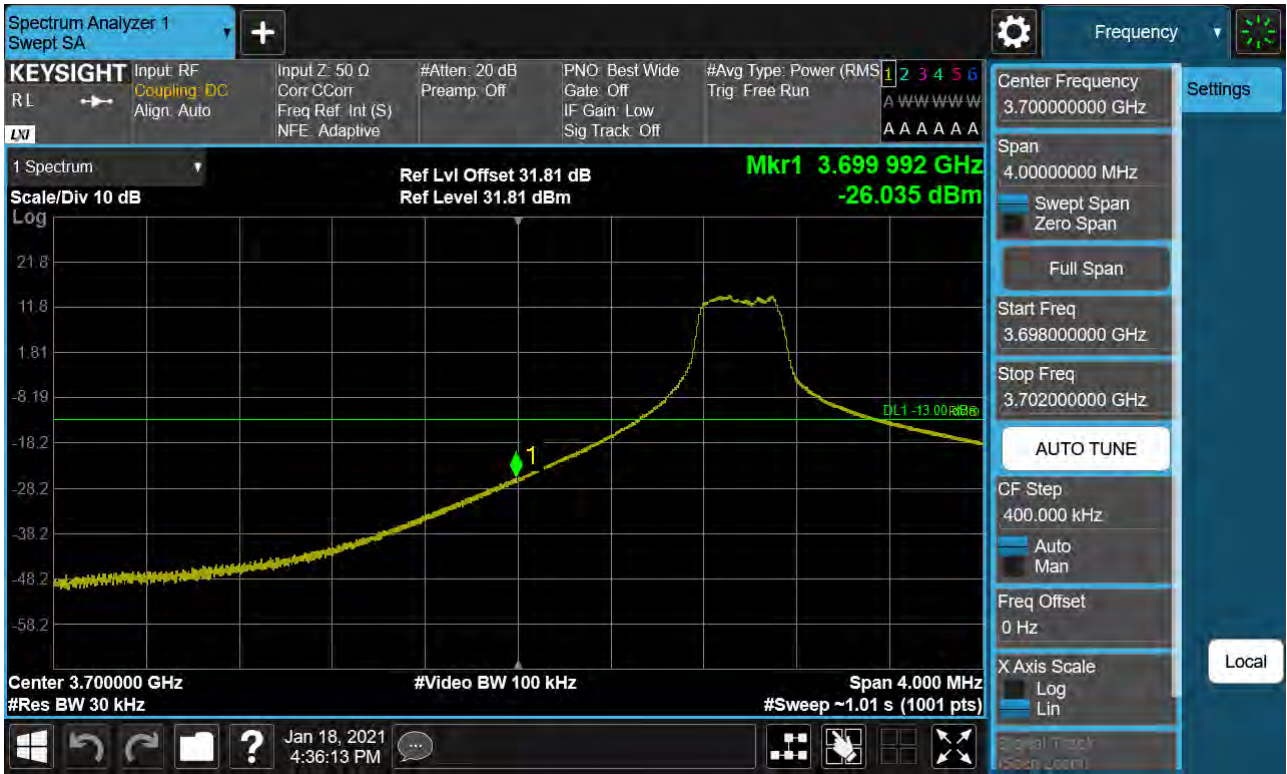 Spectrum Analyzer 1
Swept SA
Frequency
KEYSIGHT
RL
LXI
Input: RF
Coupling: DC
Align: Auto
Input Z: 50 Ω
Corr CCorr
Freq Ref: Int (S)
NFE: Adaptive
#Atten: 20 dB
Preamp: Off
PNO: Best Wide
Gate: Off
IF Gain: Low
Sig Track: Off
#Avg Type: Power (RMS
Trig: Free Run
1 2 3 4 5 6
A W W W W W
A A A A A A
1 Spectrum
Scale/Div 10 dB
Log
Ref Lvl Offset 31.81 dB
Ref Level 31.81 dBm
Mkr1 3.699 992 GHz
-26.035 dBm
21.8
11.8
1.81
-8.19
-18.2
-28.2
-38.2
-48.2
-58.2
1
DL1 -13.00
Center 3.700000 GHz
#Res BW 30 kHz
#Video BW 100 kHz
Span 4.000 MHz
#Sweep ~1.01 s (1001 pts)
Jan 18, 2021
4:36:13 PM
?
Center Frequency
3.700000000 GHz
Span
4.00000000 MHz
Swept Span
Zero Span
Full Span
Start Freq
3.698000000 GHz
Stop Freq
3.702000000 GHz
AUTO TUNE
CF Step
400.000 kHz
Auto
Man
Freq Offset
0 Hz
X Axis Scale
Log
Lin
Signal Track
(Span Zoom)
Settings
Local